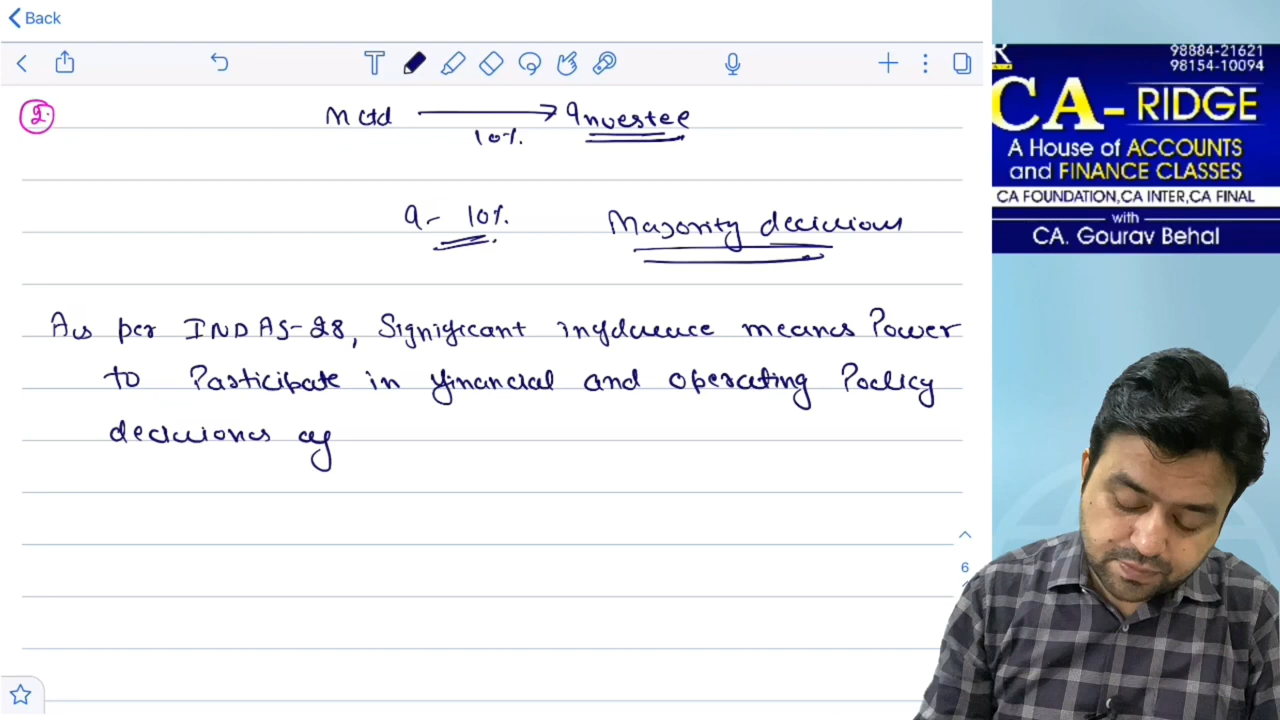 Back
2.
M Ltd → Investee
10%
9 - 10%
Majority decisions
As per IND AS-28, Significant influence means Power
to Participate in financial and operating Policy
decisions of
6
R
98884-21621
98154-10094
CA- RIDGE
A House of ACCOUNTS
and FINANCE CLASSES
CA FOUNDATION,CA INTER,CA FINAL
with
CA. Gourav Behal